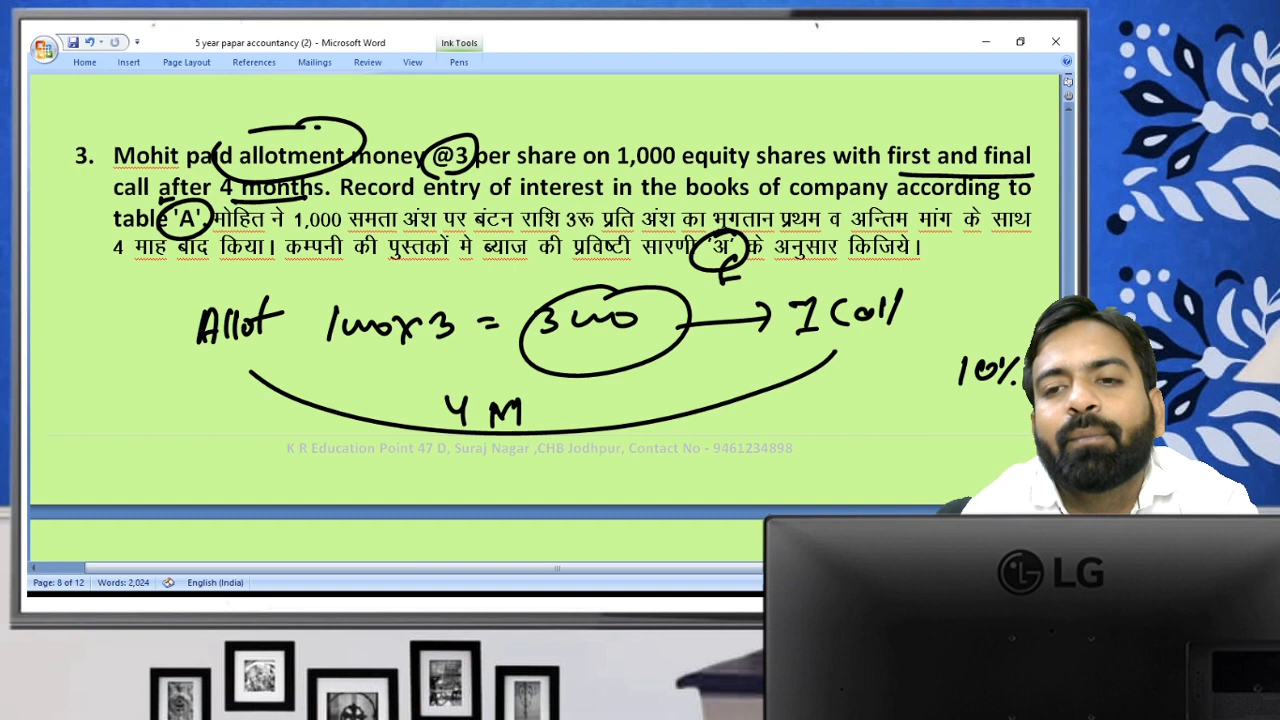 5 year papar accountancy (2) - Microsoft Word
Ink Tools
Home Insert Page Layout References Mailings Review View Pens
3. Mohit paid allotment money @3 per share on 1,000 equity shares with first and final
call after 4 months. Record entry of interest in the books of company according to
table 'A'. मोहित ने 1,000 समता अंश पर बंटन राशि 3रू प्रति अंश का भुगतान प्रथम व अन्तिम मांग के साथ
4 माह बाद किया। कम्पनी की पुस्तकों मे ब्याज की प्रविष्टी सारणी 'अ' के अनुसार किजिये।
Allot 1000x3 = 3000 → I Call
10%
4 M
K R Education Point 47 D, Suraj Nagar ,CHB Jodhpur, Contact No - 9461234898
Page: 8 of 12 Words: 2,024 English (India)
LG